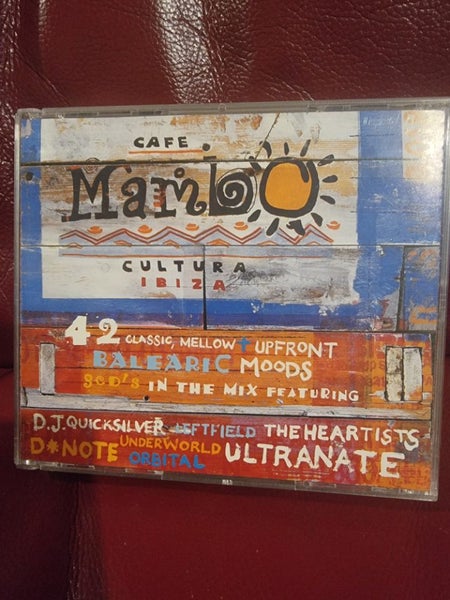 CAFE
Mambo
CULTURA
IBIZA
42 CLASSIC, MELLOW + UPFRONT
BALEARIC MOODS
3CD'S IN THE MIX FEATURING
D.J. QUICKSILVER LEFTFIELD THE HEARTISTS
D*NOTE UNDERWORLD ORBITAL ULTRANATE